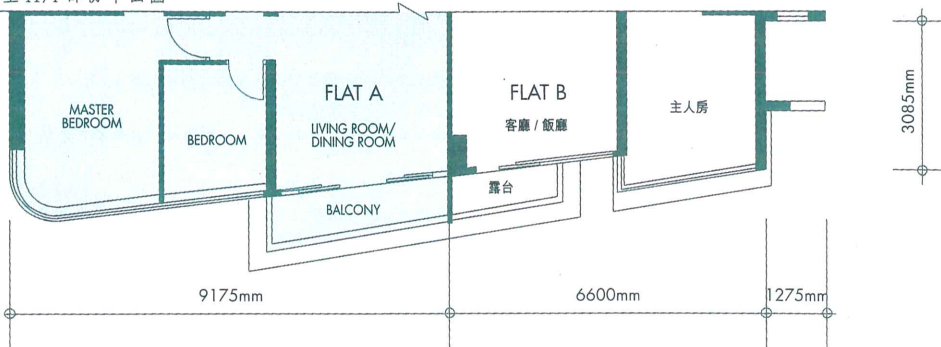 FLAT A
FLAT B
MASTER
BEDROOM
BEDROOM
LIVING ROOM/
DINING ROOM
客廳 / 飯廳
主人房
3085mm
露台
BALCONY
9175mm
6600mm
1275mm